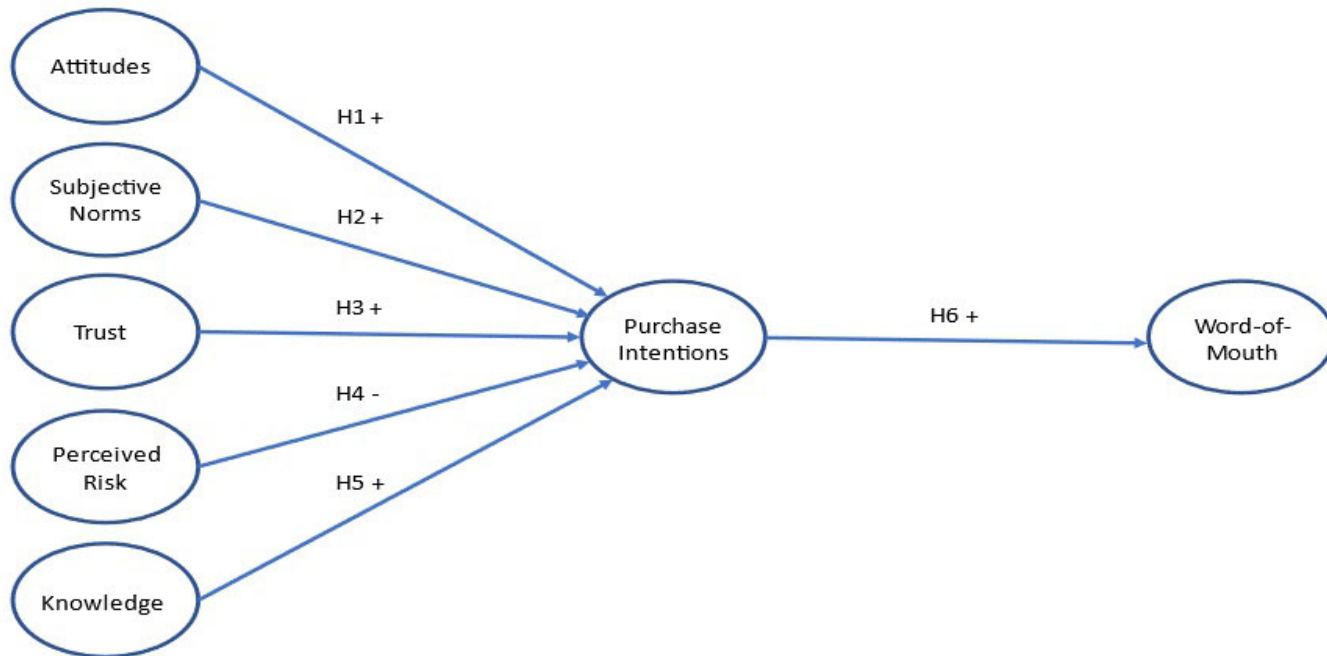 Attitudes
H1 +
Subjective
Norms
H2 +
Trust
H3 +
Purchase
Intentions
H6 +
Word-of-
Mouth
H4 -
Perceived
Risk
H5 +
Knowledge